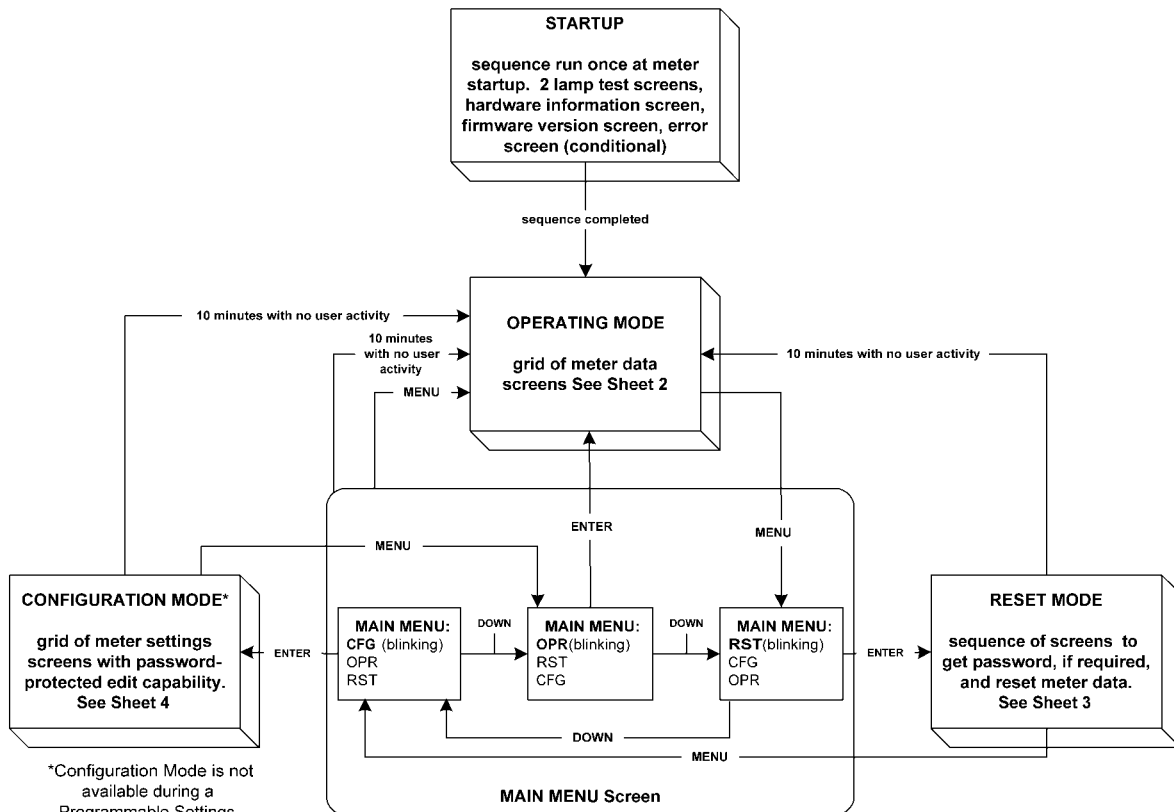 STARTUP
sequence run once at meter
startup. 2 lamp test screens,
hardware information screen,
firmware version screen, error
screen (conditional)
sequence completed
10 minutes with no user activity
10 minutes
with no user
activity
MENU
OPERATING MODE
grid of meter data
screens See Sheet 2
10 minutes with no user activity
ENTER
MENU
MENU
CONFIGURATION MODE*
grid of meter settings
screens with password-
protected edit capability.
See Sheet 4
ENTER
MAIN MENU:
CFG (blinking)
OPR
RST
DOWN
MAIN MENU:
OPR(blinking)
RST
CFG
DOWN
MAIN MENU:
RST(blinking)
CFG
OPR
ENTER
RESET MODE
sequence of screens to
get password, if required,
and reset meter data.
See Sheet 3
DOWN
MENU
*Configuration Mode is not
available during a
Programmable Settings
MAIN MENU Screen